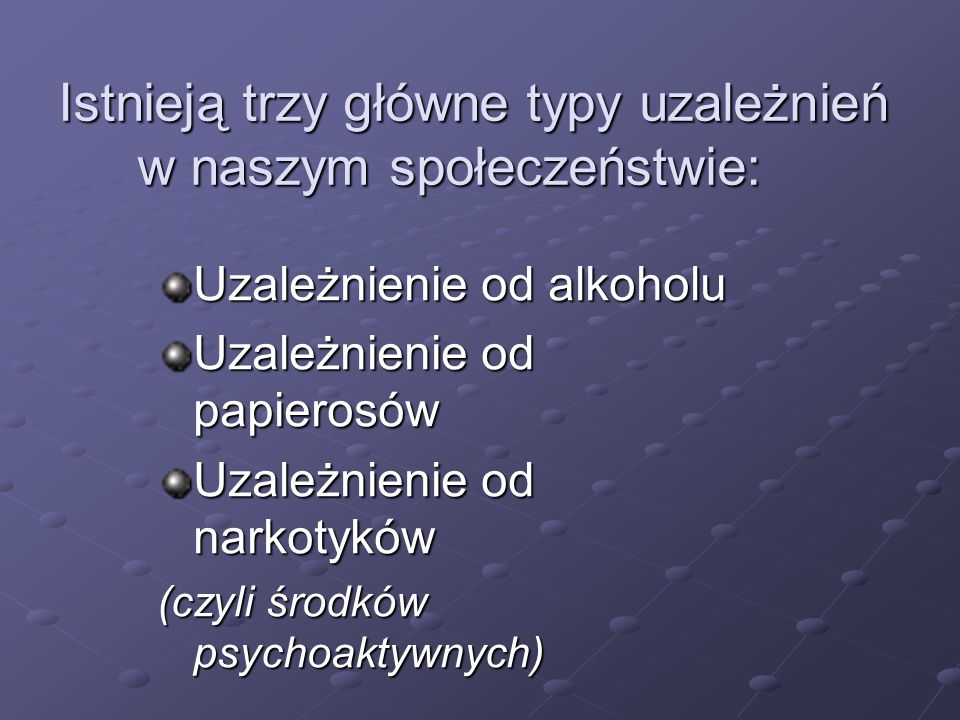 Istnieją trzy główne typy uzależnień
w naszym społeczeństwie:
Uzależnienie od alkoholu
Uzależnienie od
papierosów
Uzależnienie od
narkotyków
(czyli środków
psychoaktywnych)